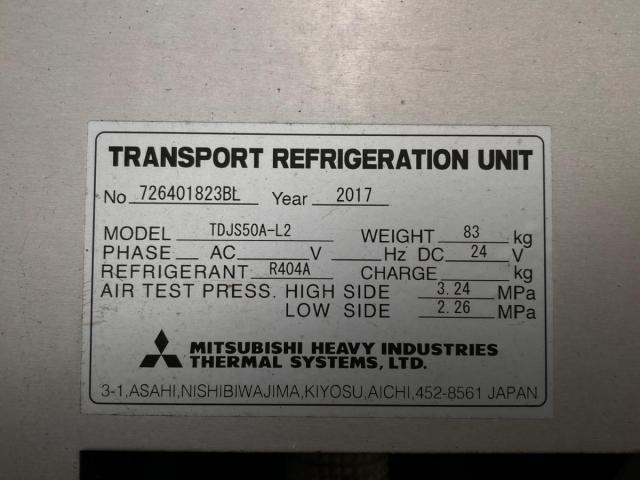 TRANSPORT REFRIGERATION UNIT
No 726401823BL Year 2017
MODEL TDJS50A-L2 WEIGHT 83 kg
PHASE AC V Hz DC 24 V
REFRIGERANT R404A CHARGE kg
AIR TEST PRESS. HIGH SIDE 3.24 MPa
LOW SIDE 2.26 MPa
MITSUBISHI HEAVY INDUSTRIES
THERMAL SYSTEMS, LTD.
3-1,ASAHI,NISHIBIWAJIMA,KIYOSU,AICHI,452-8561 JAPAN